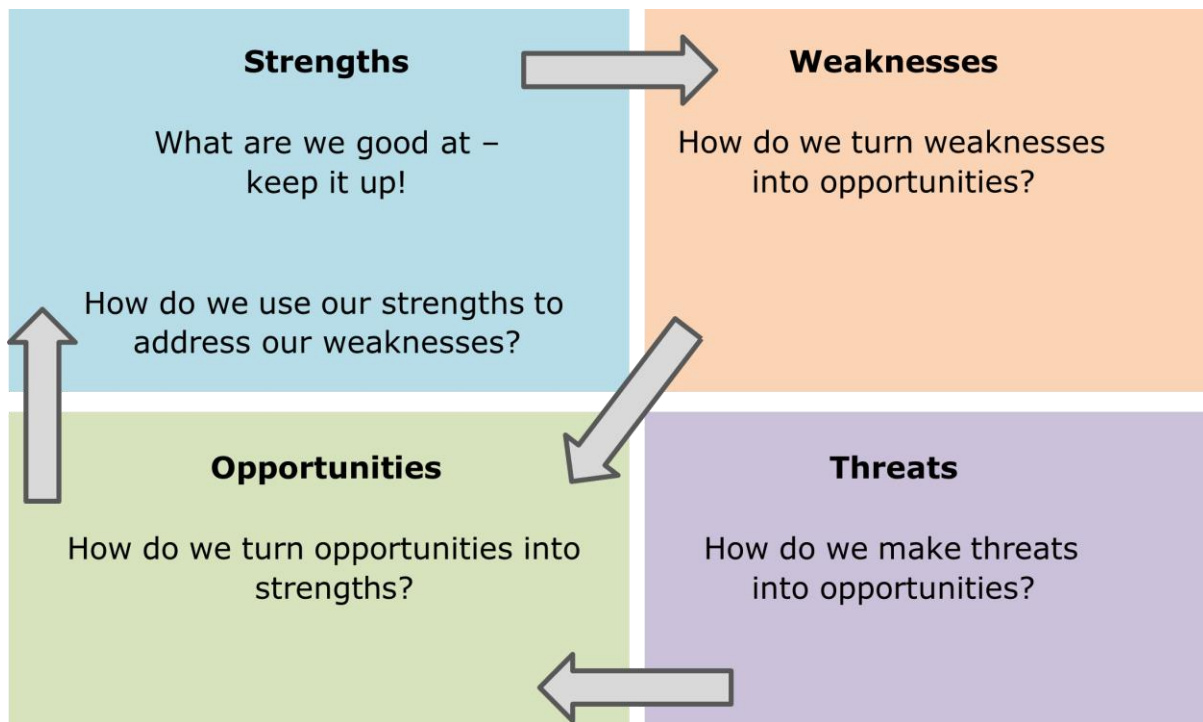 Strengths
What are we good at –
keep it up!
How do we use our strengths to
address our weaknesses?
Weaknesses
How do we turn weaknesses
into opportunities?
Opportunities
How do we turn opportunities into
strengths?
Threats
How do we make threats
into opportunities?